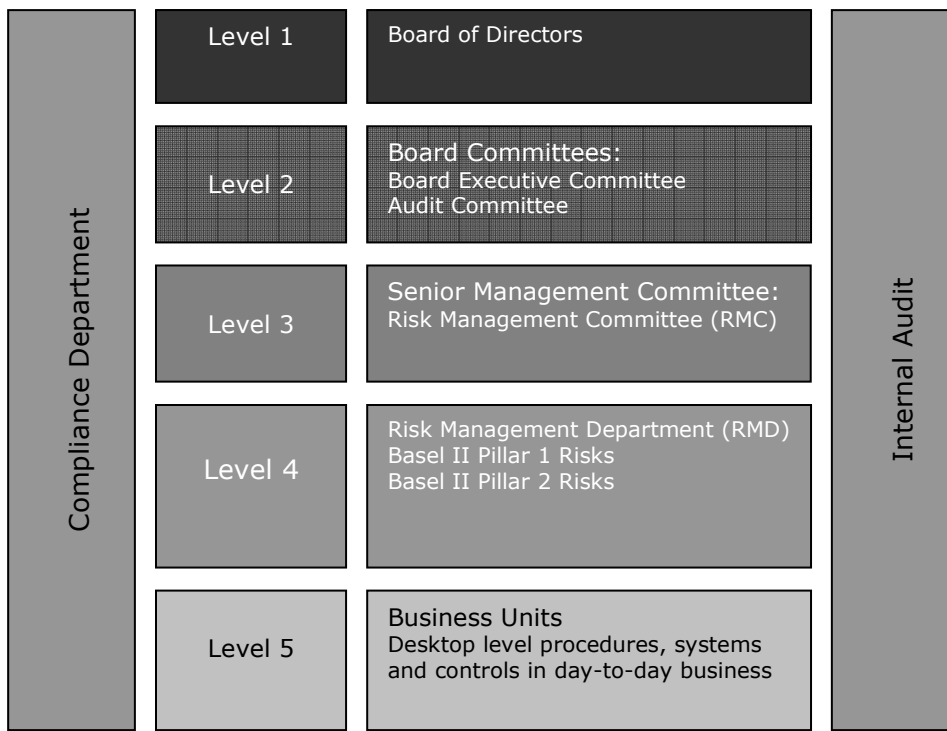 Compliance Department
Level 1
Board of Directors
Level 2
Board Committees:
Board Executive Committee
Audit Committee
Level 3
Senior Management Committee:
Risk Management Committee (RMC)
Level 4
Risk Management Department (RMD)
Basel II Pillar 1 Risks
Basel II Pillar 2 Risks
Level 5
Business Units
Desktop level procedures, systems
and controls in day-to-day business
Internal Audit